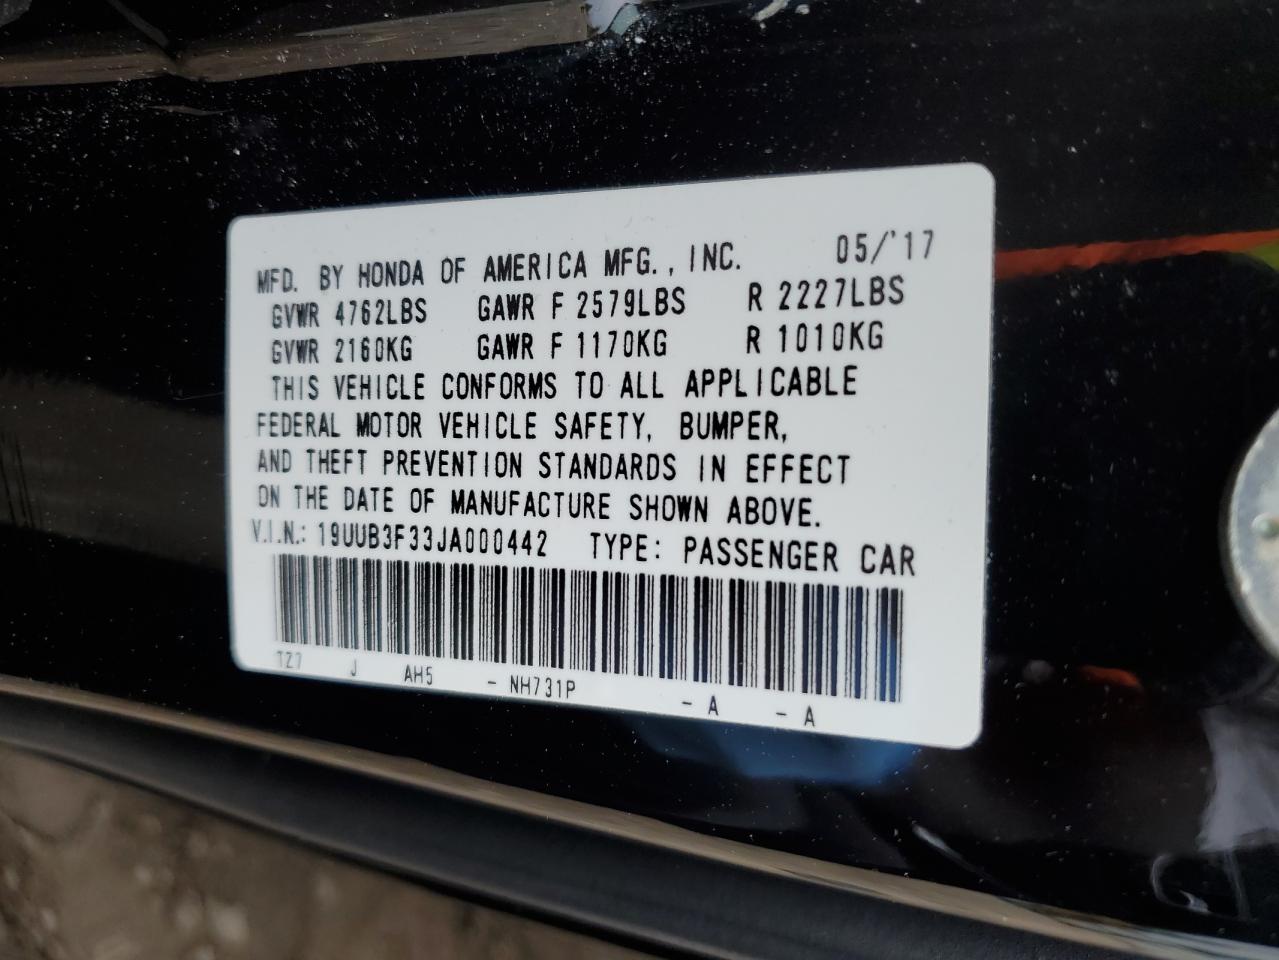 MFD. BY HONDA OF AMERICA MFG., INC. 05/'17
GVWR 4762LBS GAWR F 2579LBS R 2227LBS
GVWR 2160KG GAWR F 1170KG R 1010KG
THIS VEHICLE CONFORMS TO ALL APPLICABLE
FEDERAL MOTOR VEHICLE SAFETY, BUMPER,
AND THEFT PREVENTION STANDARDS IN EFFECT
ON THE DATE OF MANUFACTURE SHOWN ABOVE.
V.I.N.: 19UUB3F33JA000442 TYPE: PASSENGER CAR
TZ7 J AH5 - NH731P - A - A